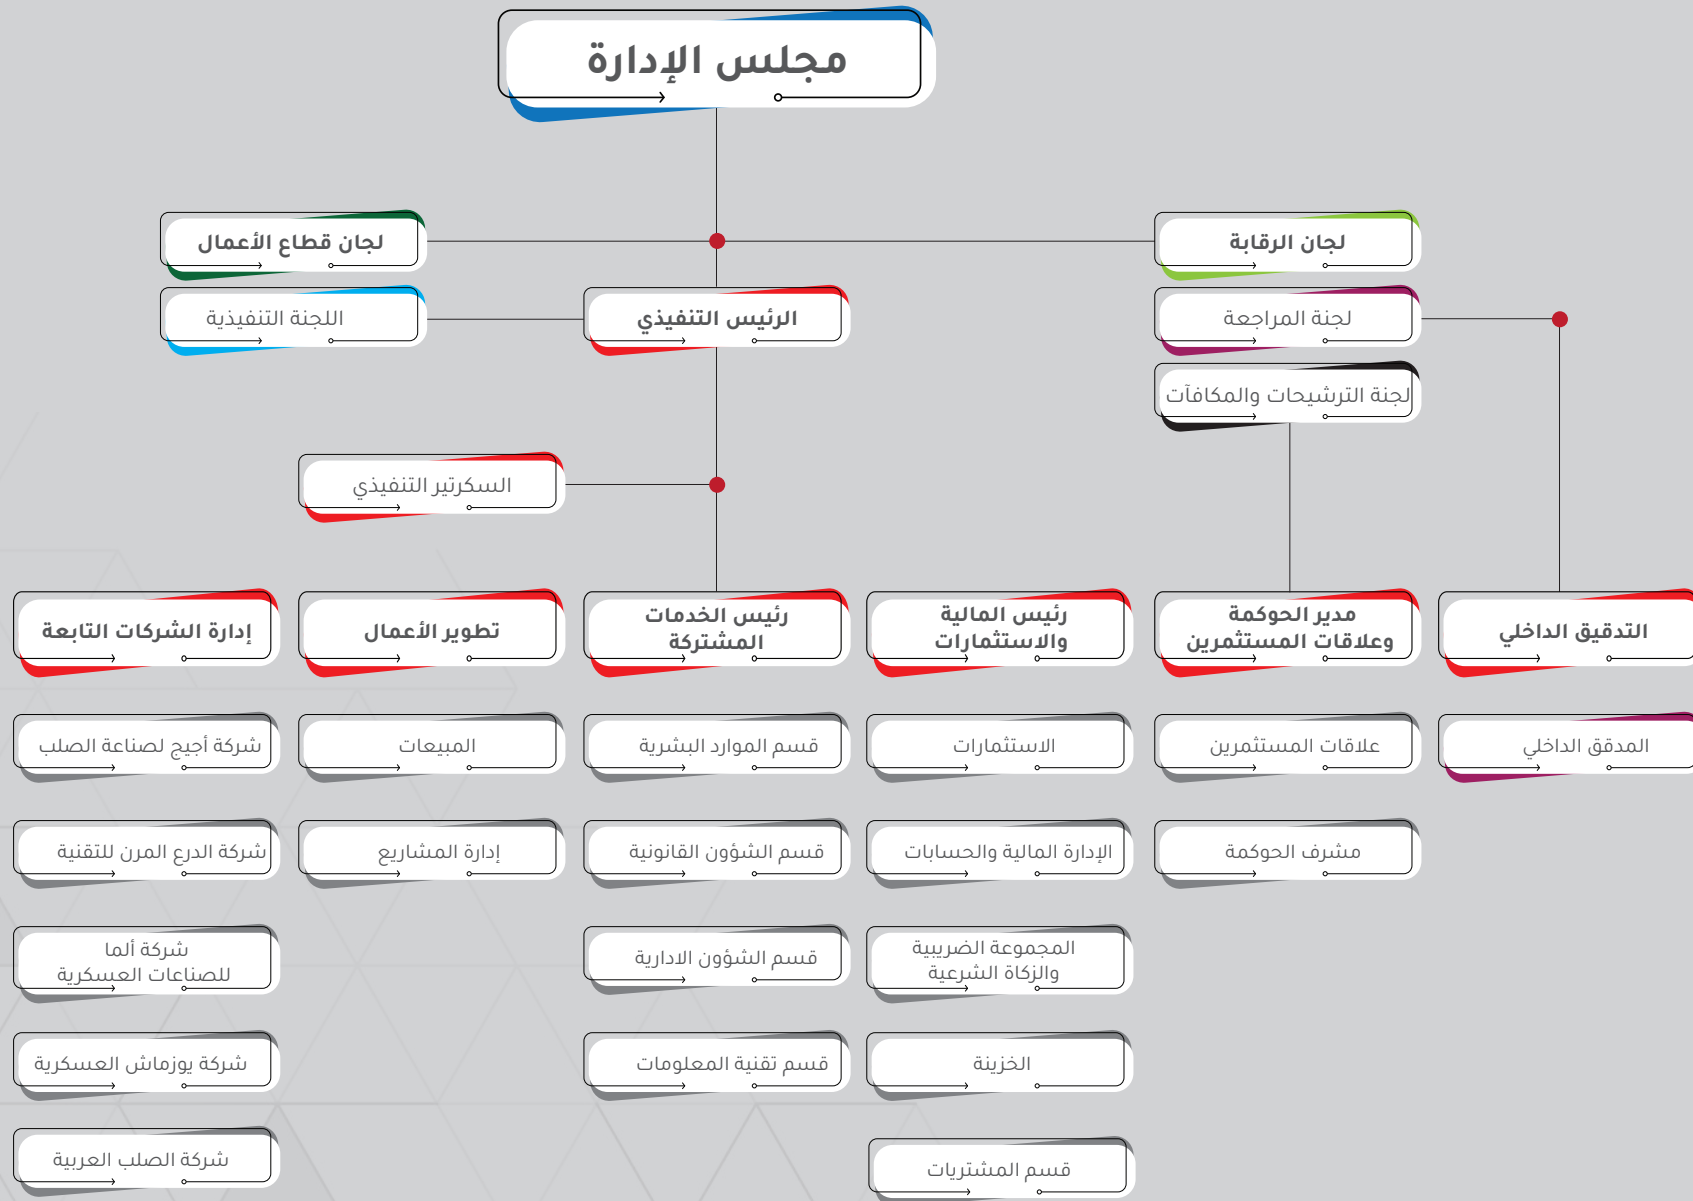 مجلس الإدارة
لجان الرقابة
لجان قطاع الأعمال
لجنة المراجعة
الرئيس التنفيذي
اللجنة التنفيذية
لجنة الترشيحات والمكافآت
السكرتير التنفيذي
التدقيق الداخلي
مدير الحوكمة
وعلاقات المستثمرين
رئيس المالية
والاستثمارات
رئيس الخدمات
المشتركة
تطوير الأعمال
إدارة الشركات التابعة
المدقق الداخلي
علاقات المستثمرين
الاستثمارات
قسم الموارد البشرية
المبيعات
شركة أجيج لصناعة الصلب
مشرف الحوكمة
الإدارة المالية والحسابات
قسم الشؤون القانونية
إدارة المشاريع
شركة الدرع المرن للتقنية
المجموعة الضريبية
والزكاة الشرعية
قسم الشؤون الادارية
شركة ألما
للصناعات العسكرية
الخزينة
قسم تقنية المعلومات
شركة يوزماش العسكرية
قسم المشتريات
شركة الصلب العربية